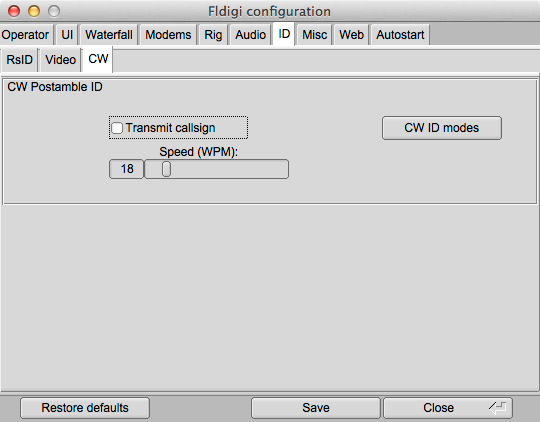 Fldigi configuration
Operator UI Waterfall Modems Rig Audio ID Misc Web Autostart
RsID Video CW
CW Postamble ID
Transmit callsign CW ID modes
Speed (WPM):
18
Restore defaults Save Close